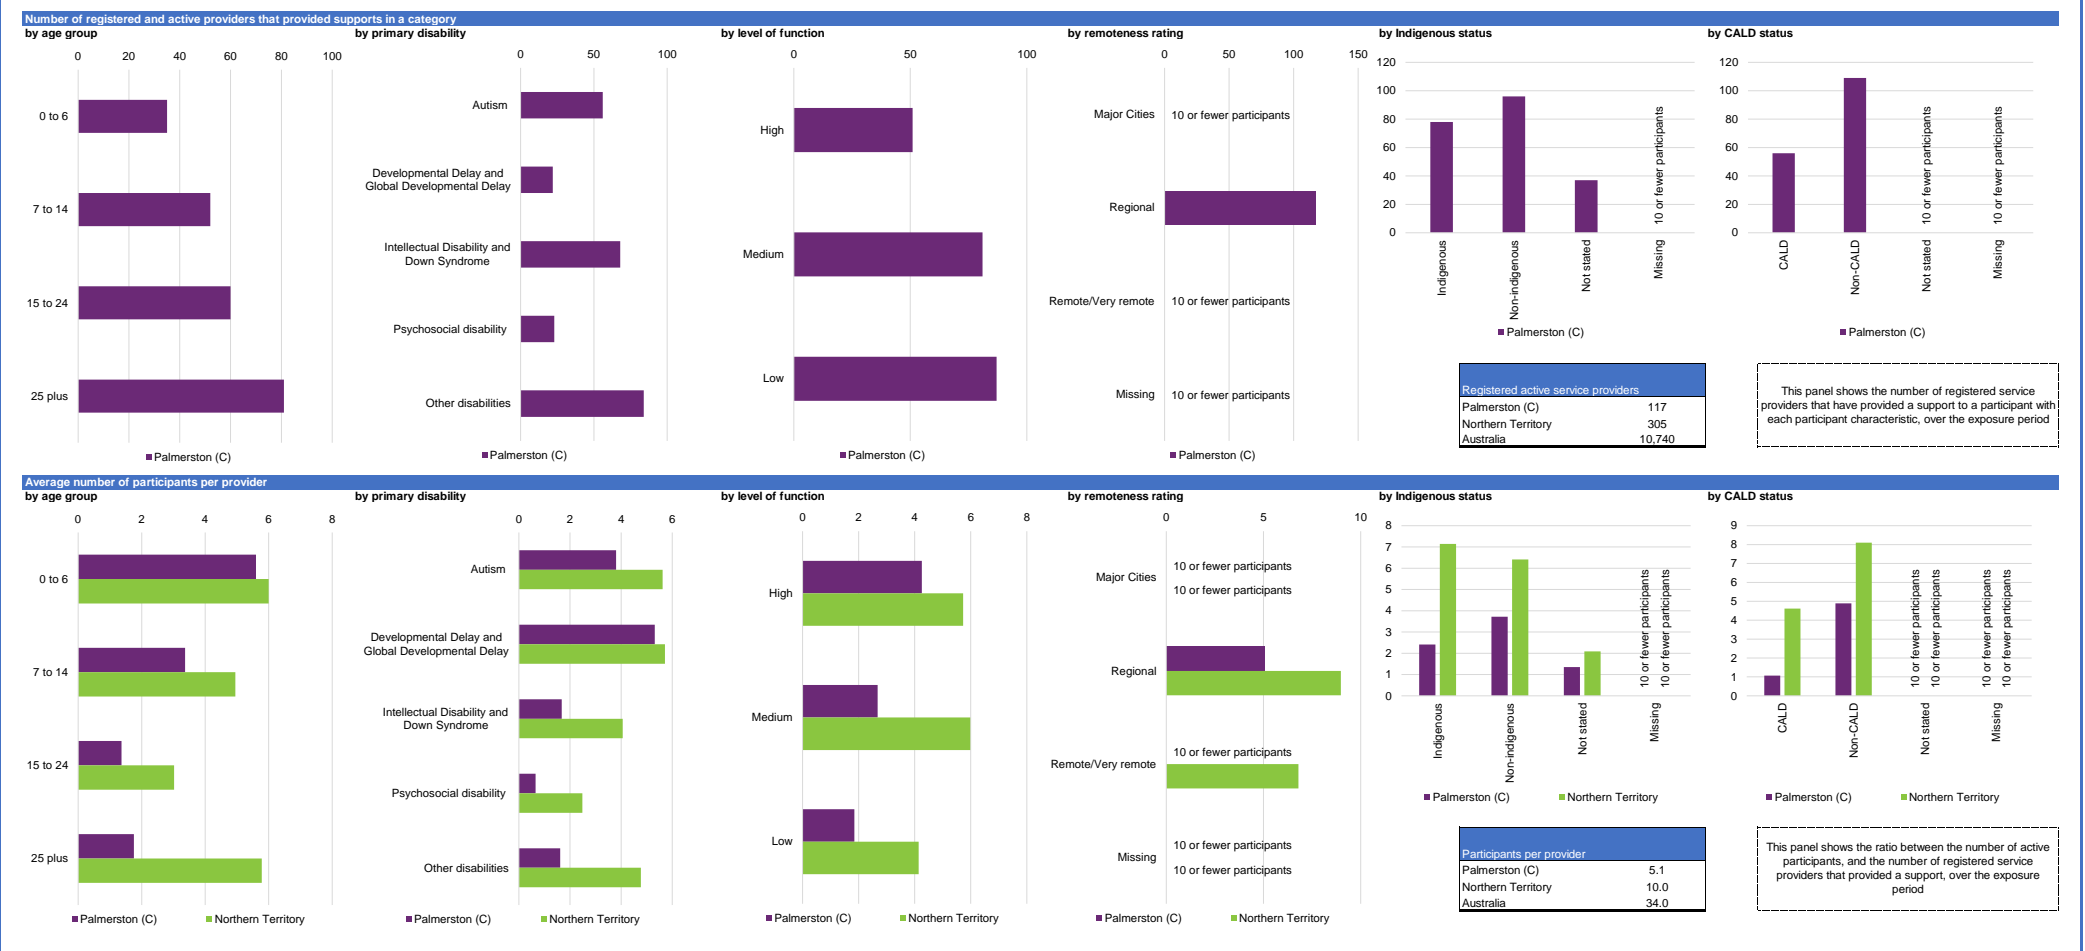 Number of registered and active providers that provided supports in a category
by age group
0 20 40 60 80 100
0 to 6
7 to 14
15 to 24
25 plus
Palmerston (C)
by primary disability
0 50 100
Autism
Developmental Delay and
Global Developmental Delay
Intellectual Disability and
Down Syndrome
Psychosocial disability
Other disabilities
Palmerston (C)
by level of function
0 50 100
High
Medium
Low
Palmerston (C)
by remoteness rating
0 50 100 150
Major Cities 10 or fewer participants
Regional
Remote/Very remote 10 or fewer participants
Missing 10 or fewer participants
Palmerston (C)
by Indigenous status
120
100
80
60
40
20
0
10 or fewer participants
Indigenous
Non-indigenous
Not stated
Missing
Palmerston (C)
by CALD status
120
100
80
60
40
20
0
10 or fewer participants
10 or fewer participants
CALD
Non-CALD
Not stated
Missing
Palmerston (C)
Registered active service providers
Palmerston (C) 117
Northern Territory 305
Australia 10,740
This panel shows the number of registered service
providers that have provided a support to a participant with
each participant characteristic, over the exposure period
Average number of participants per provider
by age group
0 2 4 6 8
0 to 6
7 to 14
15 to 24
25 plus
Palmerston (C) Northern Territory
by primary disability
0 2 4 6
Autism
Developmental Delay and
Global Developmental Delay
Intellectual Disability and
Down Syndrome
Psychosocial disability
Other disabilities
Palmerston (C) Northern Territory
by level of function
0 2 4 6 8
High
Medium
Low
Palmerston (C) Northern Territory
by remoteness rating
0 5 10
10 or fewer participants
Major Cities
10 or fewer participants
Regional
10 or fewer participants
Remote/Very remote
10 or fewer participants
Missing
10 or fewer participants
Palmerston (C) Northern Territory
by Indigenous status
8
7
6
5
4
3
2
1
0
10 or fewer participants
10 or fewer participants
Indigenous
Non-indigenous
Not stated
Missing
Palmerston (C) Northern Territory
by CALD status
9
8
7
6
5
4
3
2
1
0
10 or fewer participants
10 or fewer participants
10 or fewer participants
10 or fewer participants
CALD
Non-CALD
Not stated
Missing
Palmerston (C) Northern Territory
Participants per provider
Palmerston (C) 5.1
Northern Territory 10.0
Australia 34.0
This panel shows the ratio between the number of active
participants, and the number of registered service
providers that provided a support, over the exposure
period